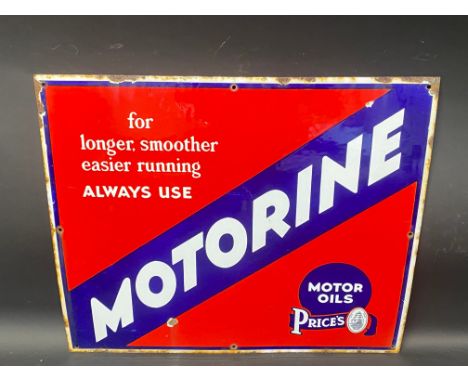 for
longer, smoother
easier running
ALWAYS USE
MOTORINE
MOTOR
OILS
PRICE'S